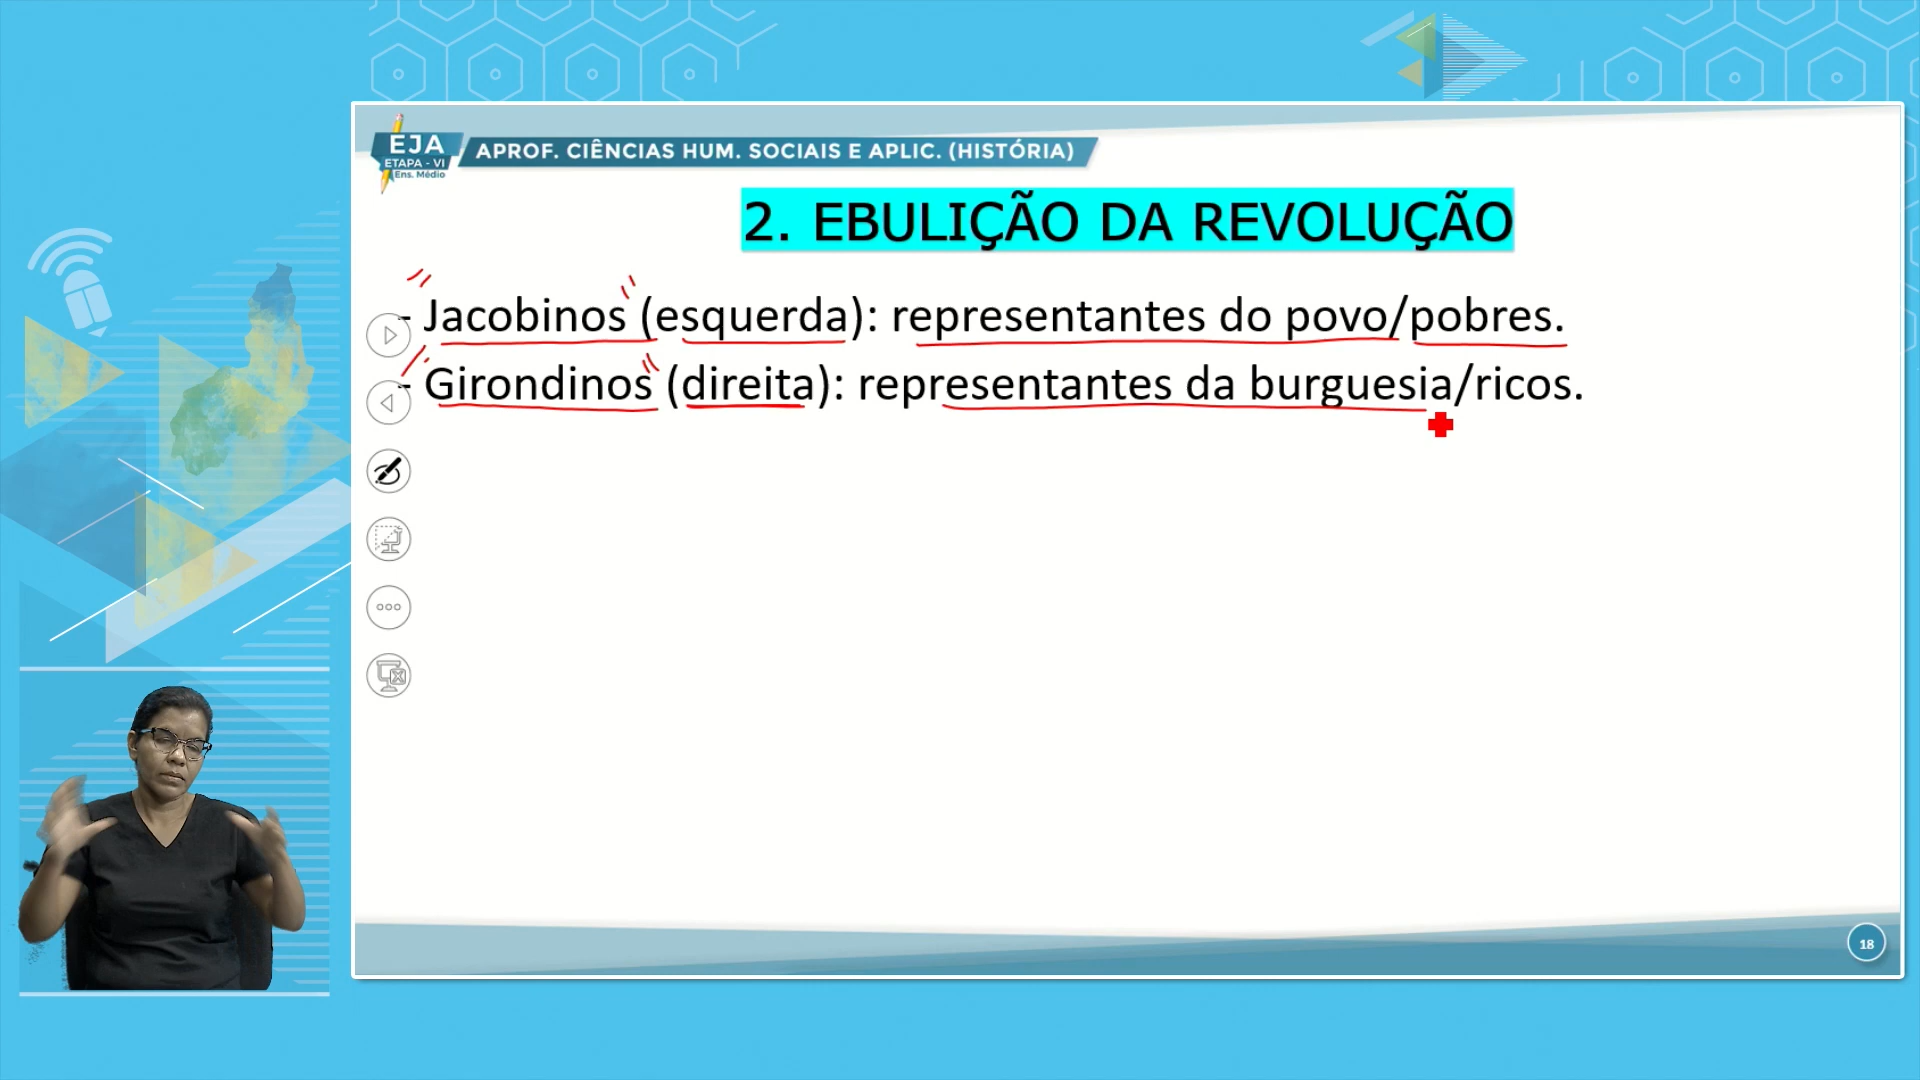 EJA
ETAPA - VI
Ens. Médio
APROF. CIÊNCIAS HUM. SOCIAIS E APLIC. (HISTÓRIA)
2. EBULIÇÃO DA REVOLUÇÃO
- "Jacobinos" (esquerda): representantes do povo/pobres.
- "Girondinos" (direita): representantes da burguesia/ricos.
18